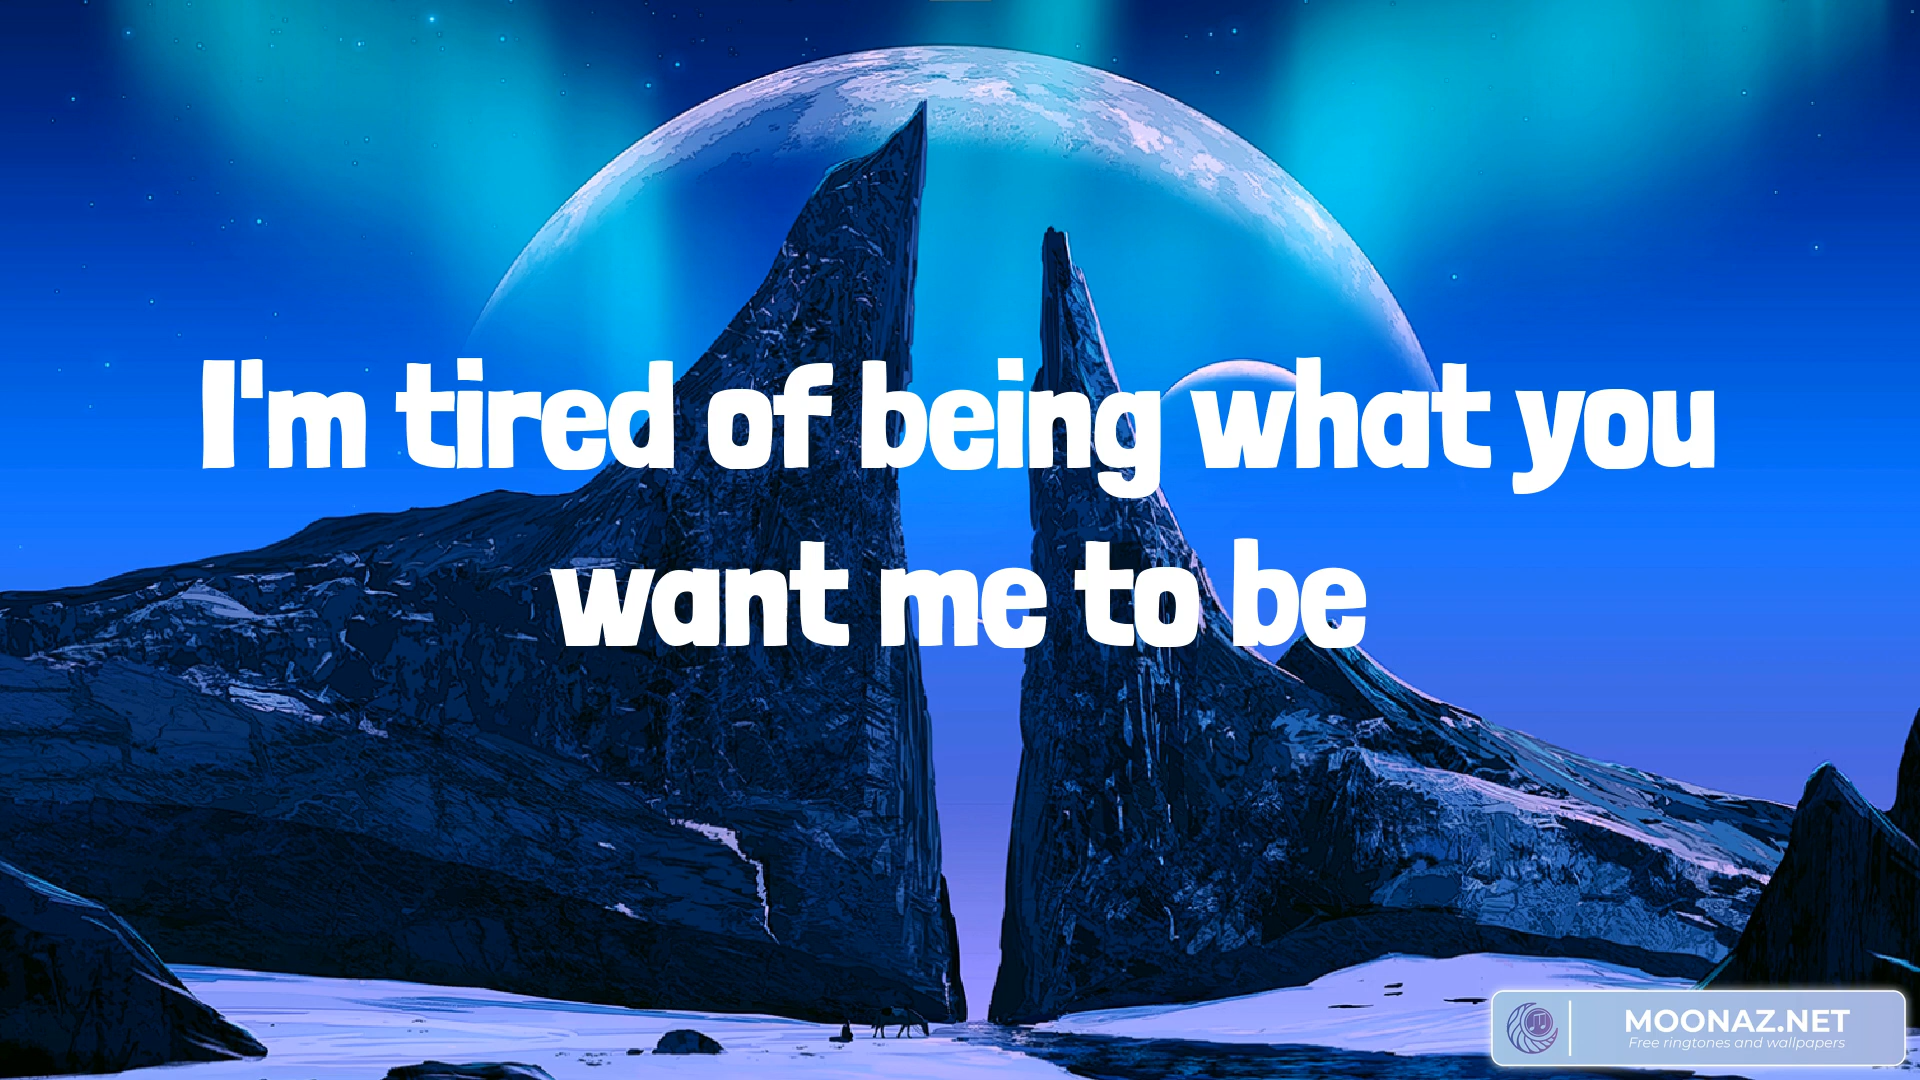 I'm tired of being what you
want me to be
MOONAZ.NET
Free ringtones and wallpapers